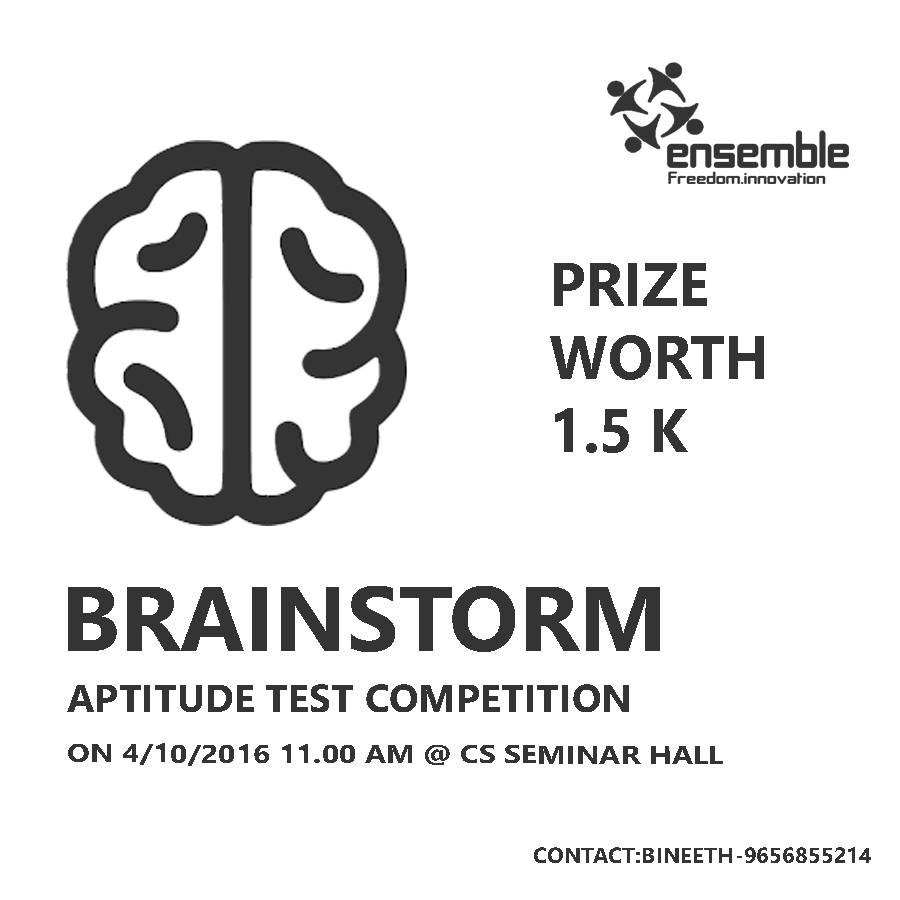 ensemble
Freedom.innovation
PRIZE
WORTH
1.5 K
BRAINSTORM
APTITUDE TEST COMPETITION
ON 4/10/2016 11.00 AM @ CS SEMINAR HALL
CONTACT:BINEETH-9656855214